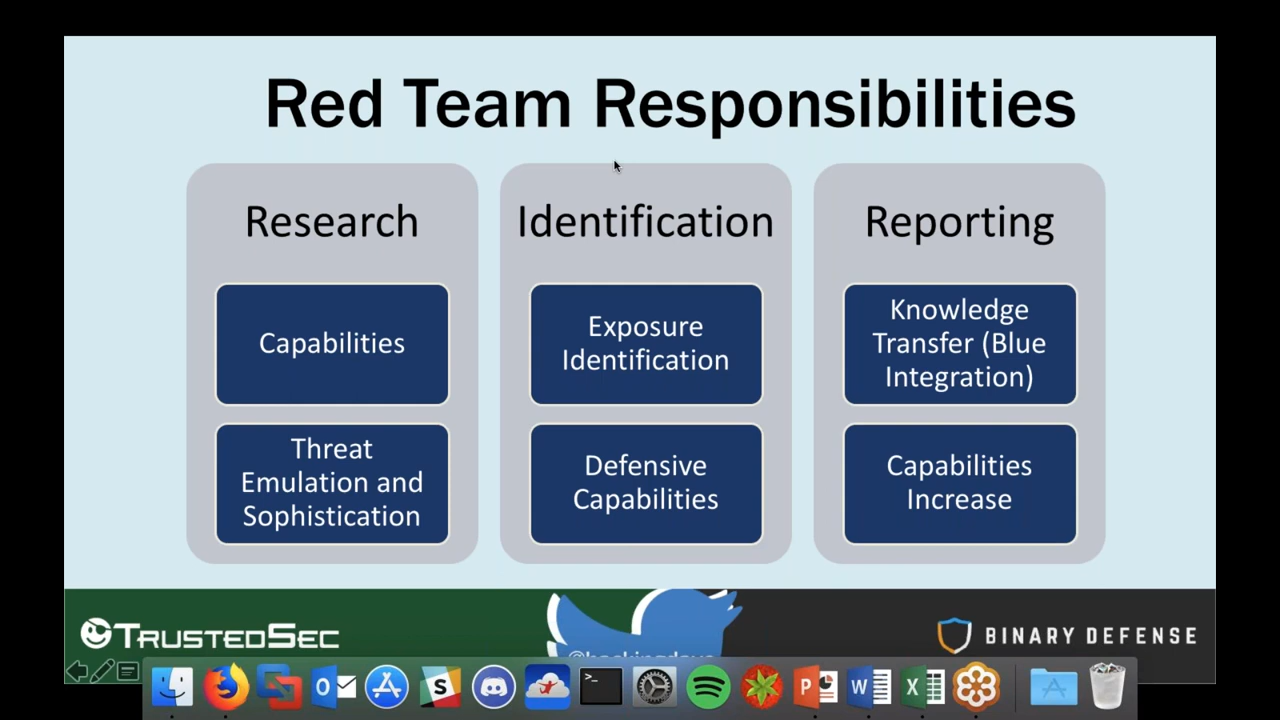 Red Team Responsibilities
Research
Identification
Reporting
Capabilities
Threat
Emulation and
Sophistication
Exposure
Identification
Defensive
Capabilities
Knowledge
Transfer (Blue
Integration)
Capabilities
Increase
TRUSTEDSEC
BINARY DEFENSE